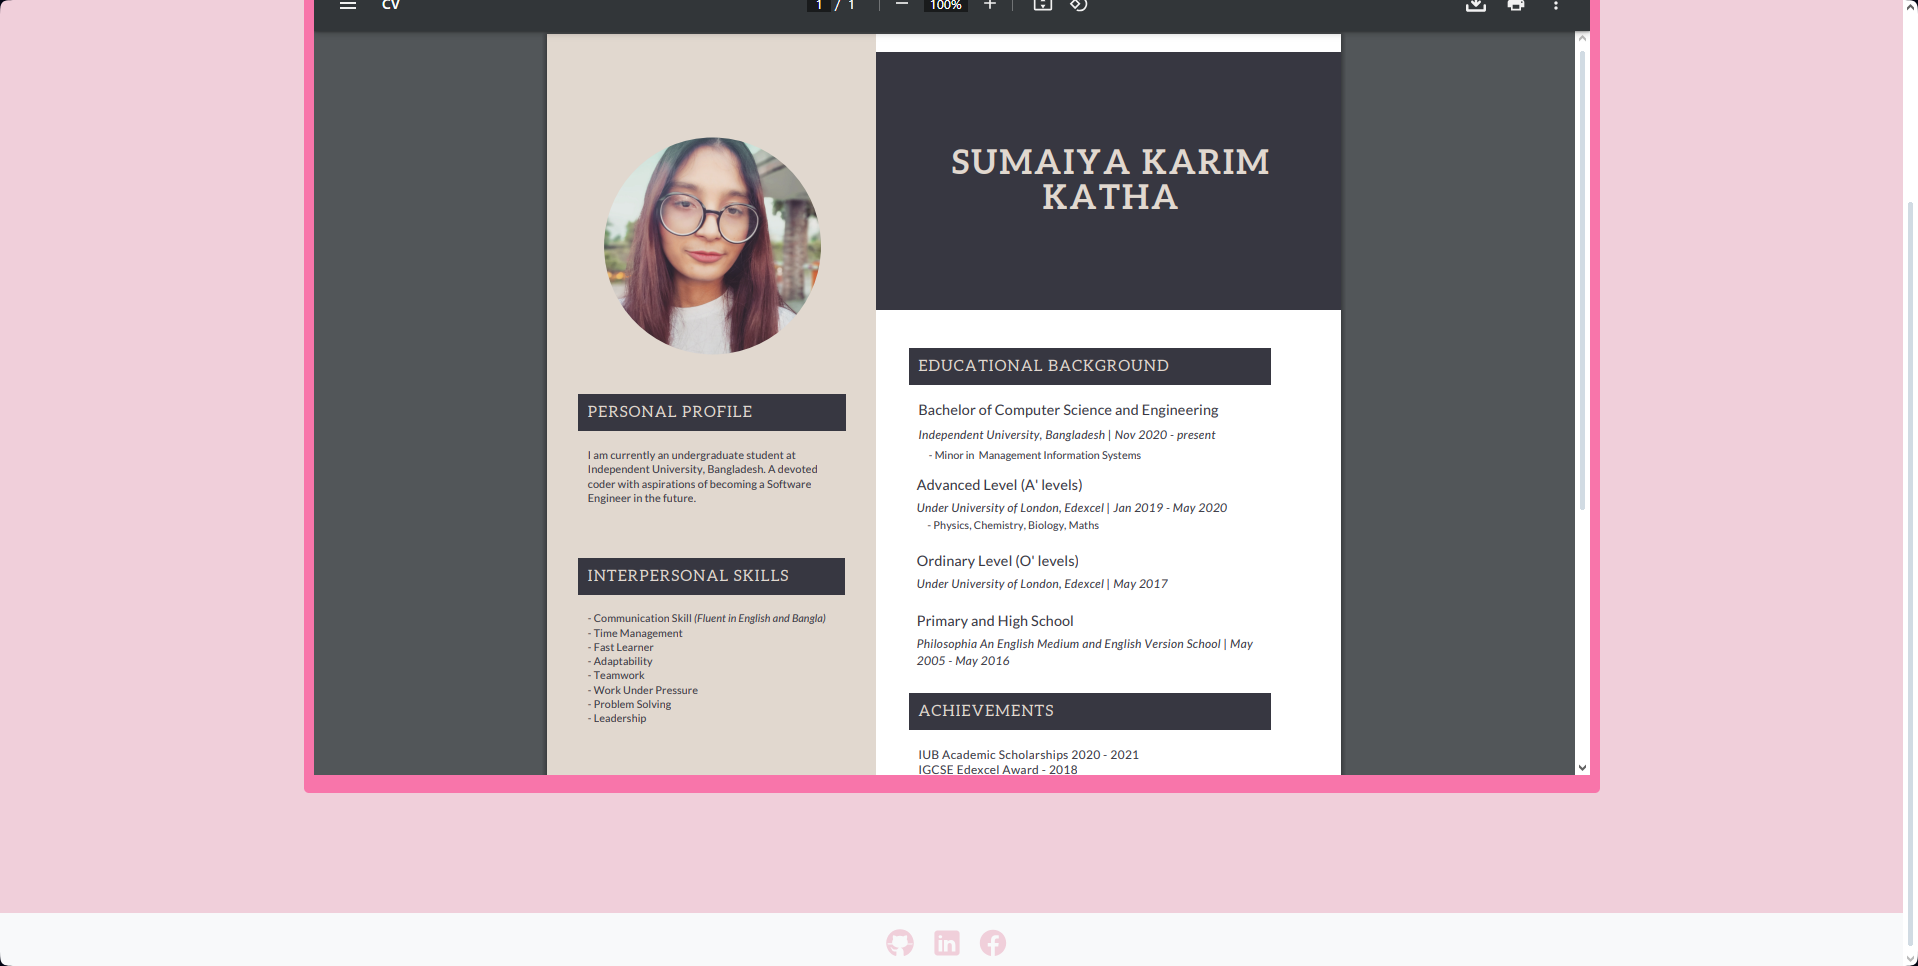 CV
1 / 1
100%
SUMAIYA KARIM
KATHA
PERSONAL PROFILE
I am currently an undergraduate student at
Independent University, Bangladesh. A devoted
coder with aspirations of becoming a Software
Engineer in the future.
INTERPERSONAL SKILLS
- Communication Skill (Fluent in English and Bangla)
- Time Management
- Fast Learner
- Adaptability
- Teamwork
- Work Under Pressure
- Problem Solving
- Leadership
EDUCATIONAL BACKGROUND
Bachelor of Computer Science and Engineering
Independent University, Bangladesh | Nov 2020 - present
- Minor in Management Information Systems
Advanced Level (A' levels)
Under University of London, Edexcel | Jan 2019 - May 2020
- Physics, Chemistry, Biology, Maths
Ordinary Level (O' levels)
Under University of London, Edexcel | May 2017
Primary and High School
Philosophia An English Medium and English Version School | May
2005 - May 2016
ACHIEVEMENTS
IUB Academic Scholarships 2020 - 2021
IGCSE Edexcel Award - 2018